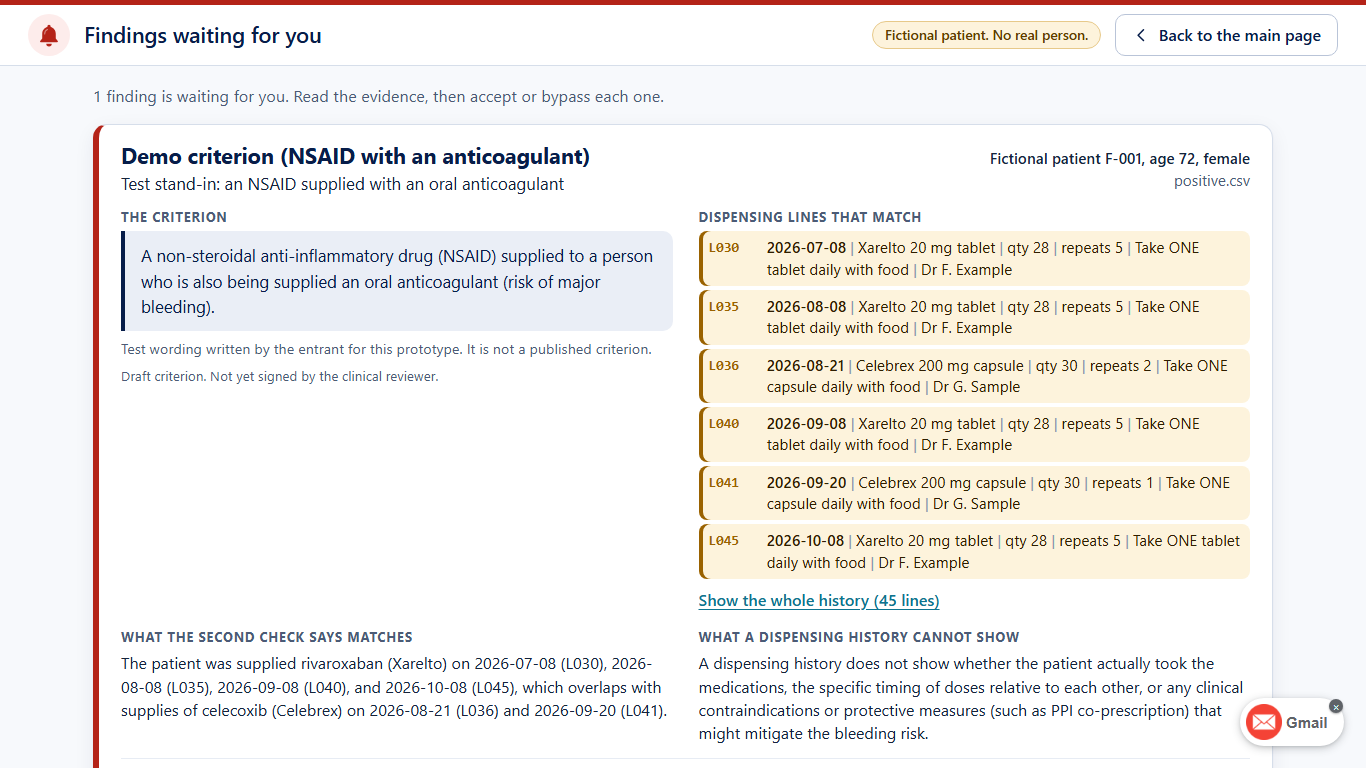 Findings waiting for you
Fictional patient. No real person.
Back to the main page
1 finding is waiting for you. Read the evidence, then accept or bypass each one.
Demo criterion (NSAID with an anticoagulant)
Fictional patient F-001, age 72, female
Test stand-in: an NSAID supplied with an oral anticoagulant
positive.csv
THE CRITERION
A non-steroidal anti-inflammatory drug (NSAID) supplied to a person
who is also being supplied an oral anticoagulant (risk of major
bleeding).
Test wording written by the entrant for this prototype. It is not a published criterion.
Draft criterion. Not yet signed by the clinical reviewer.
DISPENSING LINES THAT MATCH
L030 2026-07-08 | Xarelto 20 mg tablet | qty 28 | repeats 5 | Take ONE
tablet daily with food | Dr F. Example
L035 2026-08-08 | Xarelto 20 mg tablet | qty 28 | repeats 5 | Take ONE
tablet daily with food | Dr F. Example
L036 2026-08-21 | Celebrex 200 mg capsule | qty 30 | repeats 2 | Take ONE
capsule daily with food | Dr G. Sample
L040 2026-09-08 | Xarelto 20 mg tablet | qty 28 | repeats 5 | Take ONE
tablet daily with food | Dr F. Example
L041 2026-09-20 | Celebrex 200 mg capsule | qty 30 | repeats 1 | Take ONE
capsule daily with food | Dr G. Sample
L045 2026-10-08 | Xarelto 20 mg tablet | qty 28 | repeats 5 | Take ONE tablet
daily with food | Dr F. Example
Show the whole history (45 lines)
WHAT THE SECOND CHECK SAYS MATCHES
The patient was supplied rivaroxaban (Xarelto) on 2026-07-08 (L030), 2026-
08-08 (L035), 2026-09-08 (L040), and 2026-10-08 (L045), which overlaps with
supplies of celecoxib (Celebrex) on 2026-08-21 (L036) and 2026-09-20 (L041).
WHAT A DISPENSING HISTORY CANNOT SHOW
A dispensing history does not show whether the patient actually took the
medications, the specific timing of doses relative to each other, or any clinical
contraindications or protective measures (such as PPI co-prescription) that
might mitigate the bleeding risk.
Gmail